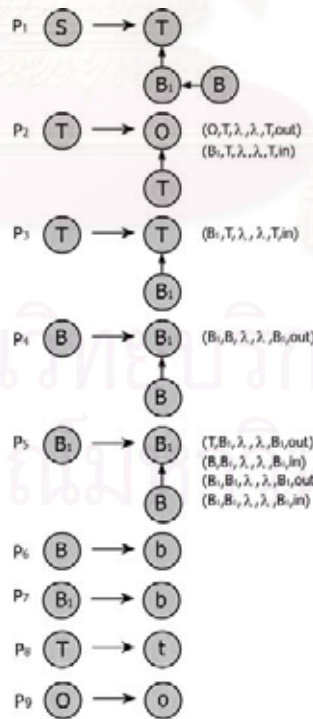 P₁ S T
B₁ B
P₂ T O (O,T,λ,λ,T,out)
(B₁,T,λ,λ,T,in)
T
P₃ T T (B₁,T,λ,λ,T,in)
B₁
P₄ B B₁ (B₁,B,λ,λ,B₁,out)
B
P₅ B₁ B₁ (T,B₁,λ,λ,B₁,out)
(B,B₁,λ,λ,B₁,in)
B (B₁,B₁,λ,λ,B₁,out
(B₁,B₁,λ,λ,B₁,in)
P₆ B b
P₇ B₁ b
P₈ T t
P₉ O o